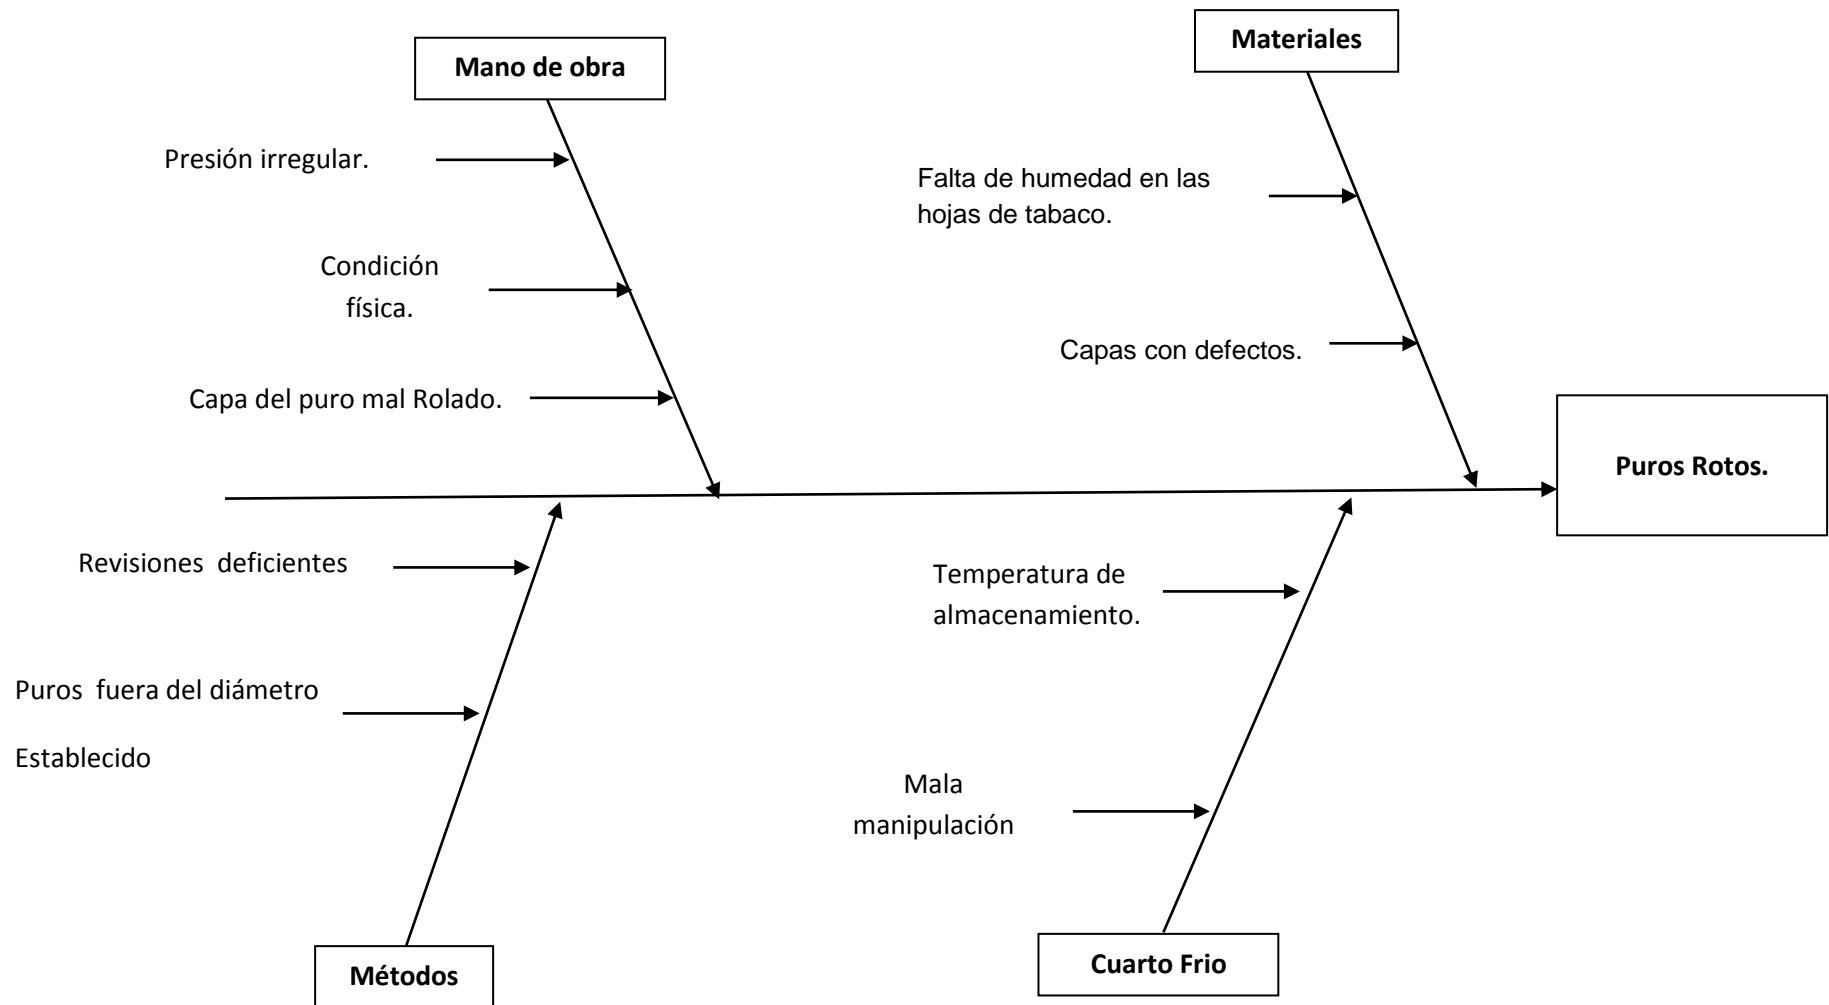 Mano de obra
Materiales
Presión irregular.
Condición
física.
Capa del puro mal Rolado.
Falta de humedad en las
hojas de tabaco.
Capas con defectos.
Puros Rotos.
Revisiones  deficientes
Puros  fuera del diámetro
Establecido
Temperatura de
almacenamiento.
Mala
manipulación
Métodos
Cuarto Frio